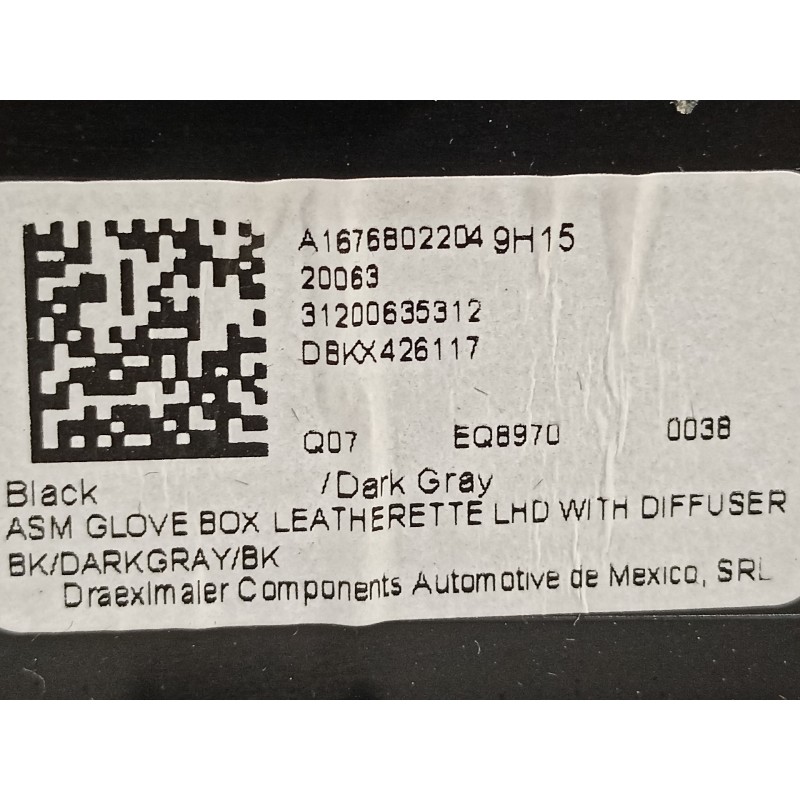 A1676802204 9H15
20063
31200635312
DBKX426117
Q07 EQ8970 0038
Black /Dark Gray
ASM GLOVE BOX LEATHERETTE LHD WITH DIFFUSER
BK/DARKGRAY/BK
Draexlmaier Components Automotive de Mexico, SRL